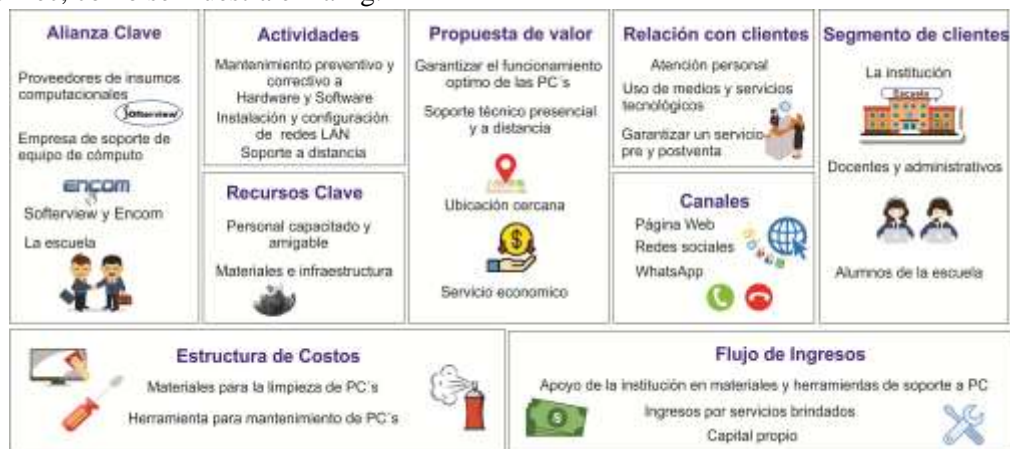 Alianza Clave
Proveedores de insumos
computacionales
Softerview
Empresa de soporte de
equipo de cómputo
ENCOM
Softerview y Encom
La escuela
Actividades
Mantenimiento preventivo y
correctivo a
Hardware y Software
Instalación y configuración
de redes LAN
Soporte a distancia
Recursos Clave
Personal capacitado y
amigable
Materiales e infraestructura
Propuesta de valor
Garantizar el funcionamiento
optimo de las PC´s
Soporte técnico presencial
y a distancia
Ubicación cercana
Servicio economico
Relación con clientes
Atención personal
Uso de medios y servicios
tecnológicos
Garantizar un servicio
pre y postventa
Canales
Página Web
Redes sociales
WhatsApp
Segmento de clientes
La institución
Escuela
Docentes y administrativos
Alumnos de la escuela
Estructura de Costos
Materiales para la limpieza de PC´s
Herramienta para mantenimiento de PC´s
Flujo de Ingresos
Apoyo de la institución en materiales y herramientas de soporte a PC
Ingresos por servicios brindados
Capital propio